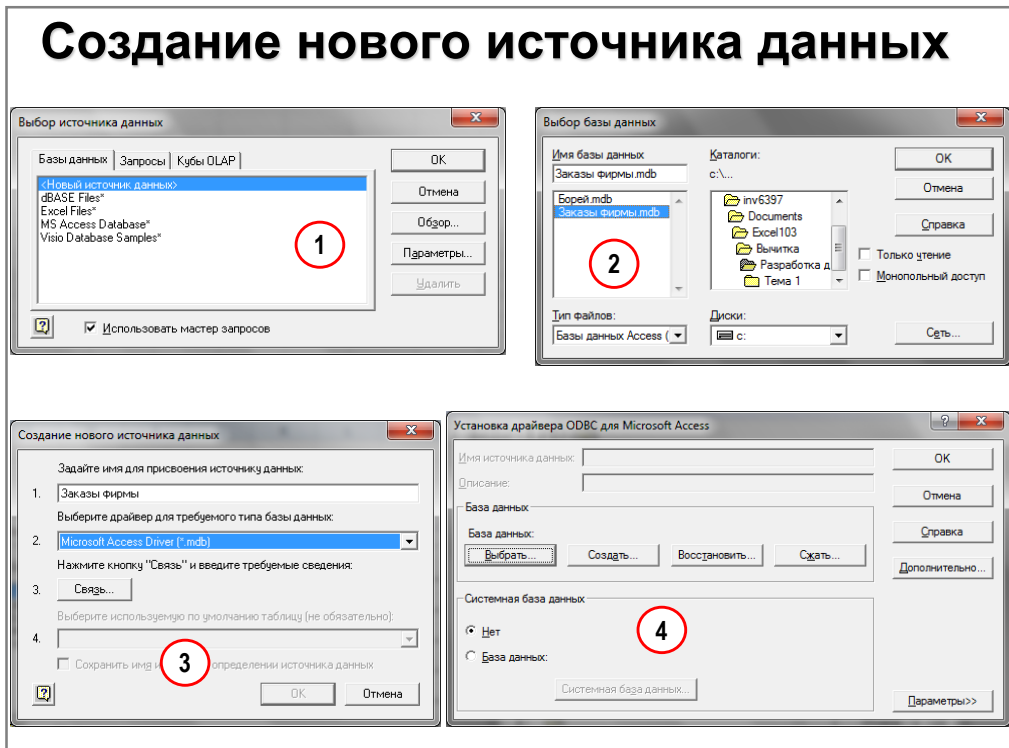 Создание нового источника данных
Выбор источника данных
Базы данных
Запросы
Кубы OLAP
<Новый источник данных>
dBASE Files*
Excel Files*
MS Access Database*
Visio Database Samples*
1
OK
Отмена
Обзор...
Параметры...
Удалить
Использовать мастер запросов
Выбор базы данных
Имя базы данных
Заказы фирмы.mdb
Борей.mdb
Заказы фирмы.mdb
2
Тип файлов:
Базы данных Access (
Каталоги:
c:\...
inv6397
Documents
Excel103
Вычитка
Разработка д
Тема 1
Диски:
c:
OK
Отмена
Справка
Только чтение
Монопольный доступ
Сеть...
Создание нового источника данных
Задайте имя для присвоения источнику данных:
1. Заказы фирмы
Выберите драйвер для требуемого типа базы данных:
2. Microsoft Access Driver (*.mdb)
Нажмите кнопку "Связь" и введите требуемые сведения:
3. Связь...
Выберите используемую по умолчанию таблицу (не обязательно):
4.
Сохранить имя и определении источника данных
3
OK
Отмена
Установка драйвера ODBC для Microsoft Access
Имя источника данных:
Описание:
База данных
База данных:
Выбрать...
Создать...
Восстановить...
Сжать...
Системная база данных
Нет
База данных:
4
Системная база данных...
OK
Отмена
Справка
Дополнительно...
Параметры>>